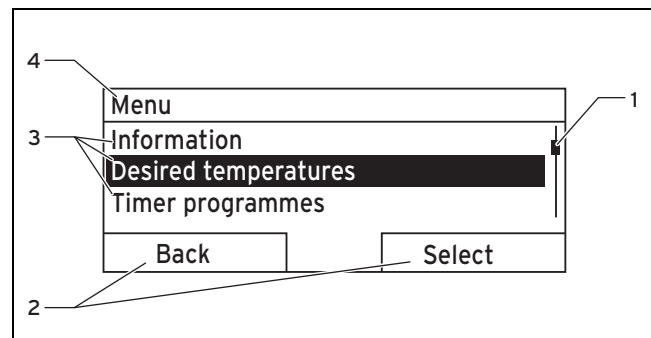 4
Menu
1
Information
3
Desired temperatures
Timer programmes
Back Select
2